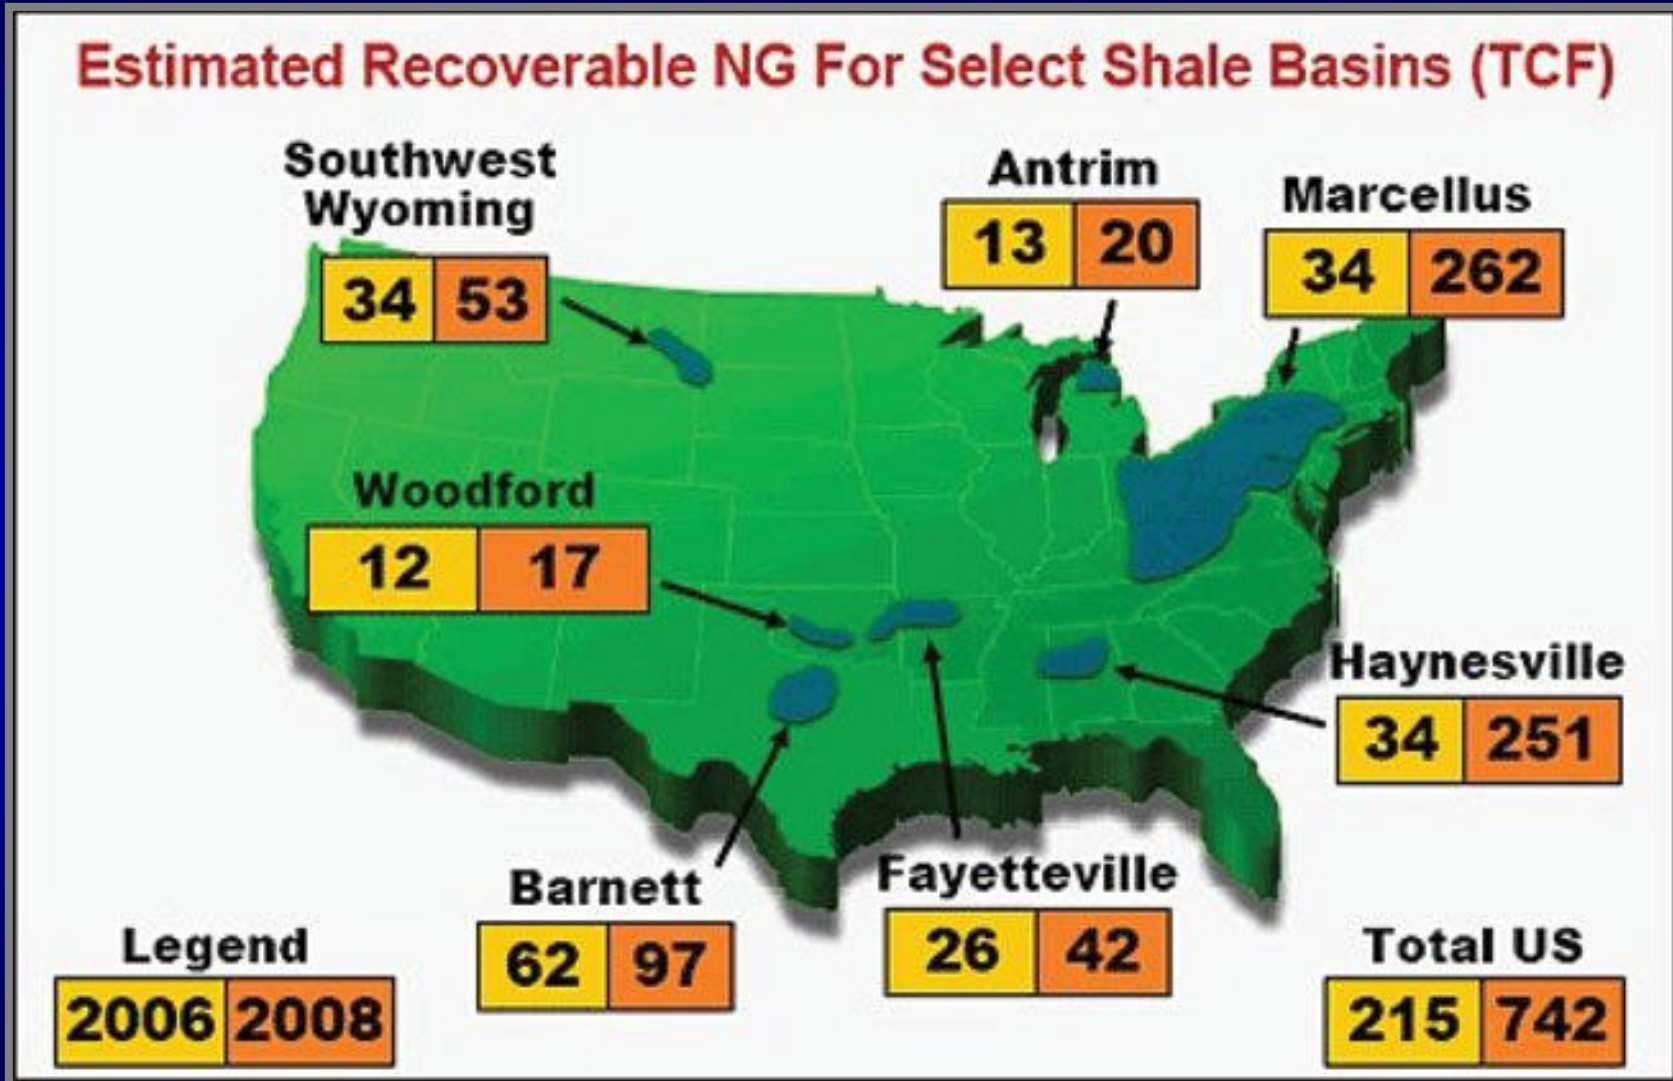 Estimated Recoverable NG For Select Shale Basins (TCF)
Southwest
Wyoming
34 53
Antrim
13 20
Marcellus
34 262
Woodford
12 17
Haynesville
34 251
Barnett
62 97
Fayetteville
26 42
Legend
2006 2008
Total US
215 742